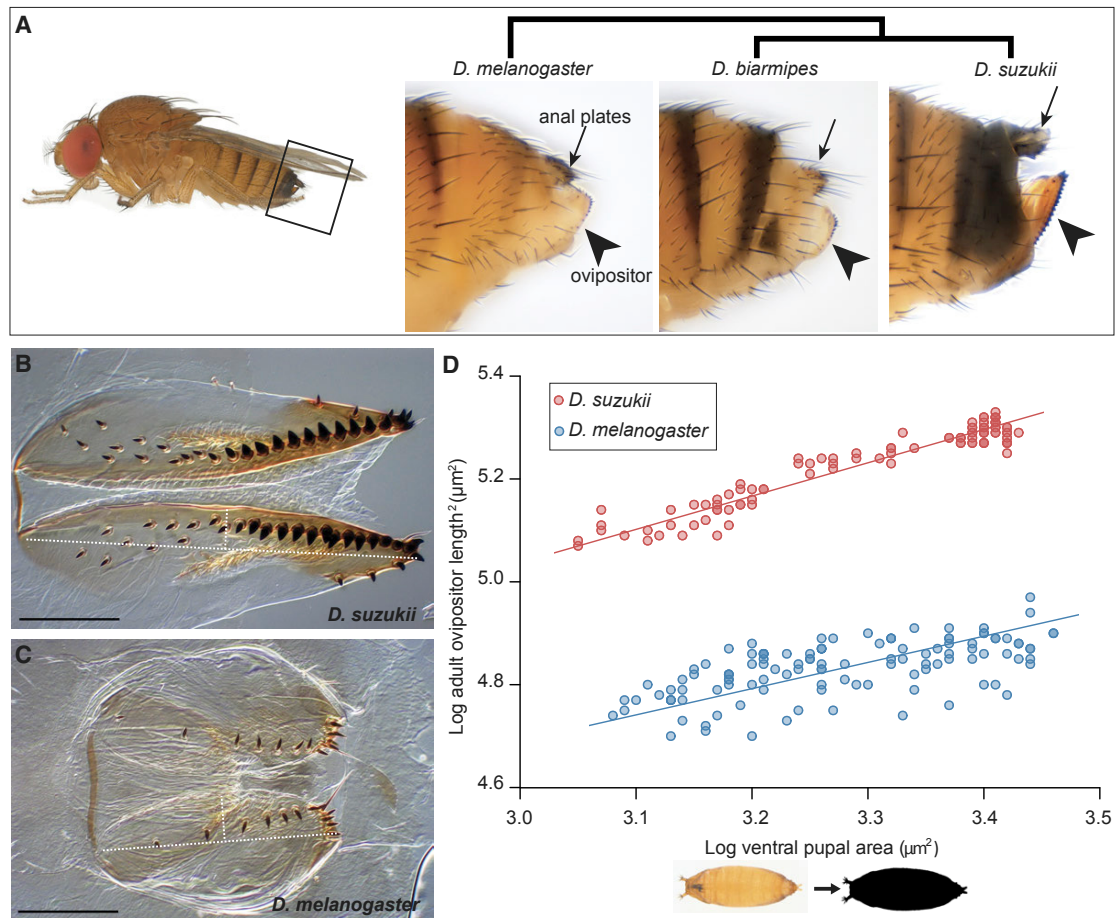 A
D. melanogaster
D. biarmipes
D. suzukii
anal plates
ovipositor
B
D. suzukii
C
D. melanogaster
D
Log adult ovipositor length² (µm²)
5.4
5.2
5.0
4.8
4.6
D. suzukii
D. melanogaster
3.0 3.1 3.2 3.3 3.4 3.5
Log ventral pupal area (µm²)